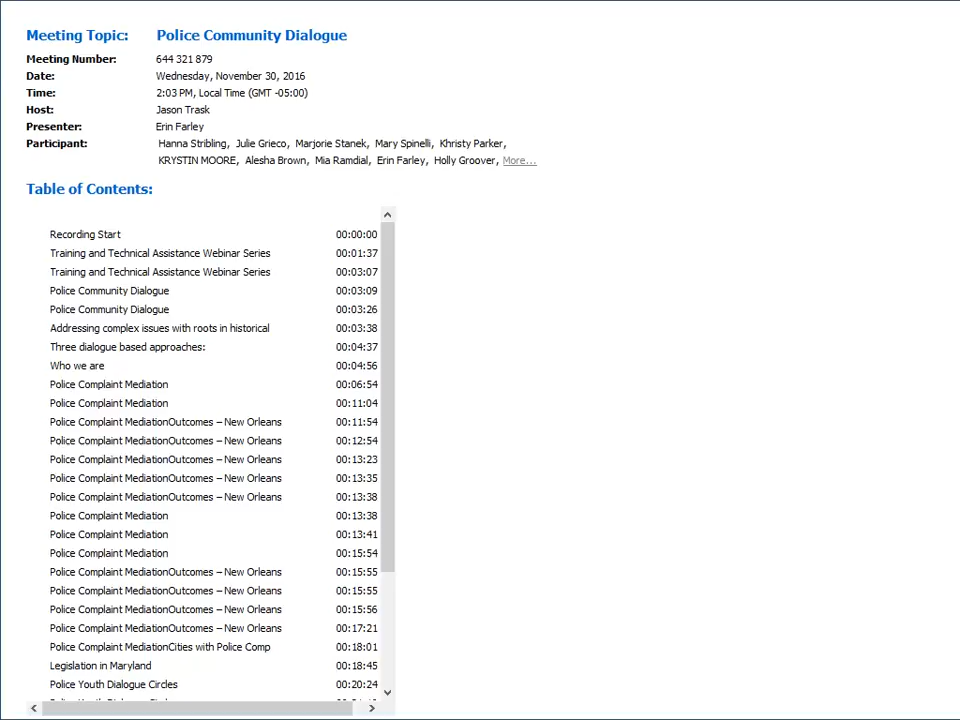 Meeting Topic: Police Community Dialogue
Meeting Number: 644 321 879
Date: Wednesday, November 30, 2016
Time: 2:03 PM, Local Time (GMT -05:00)
Host: Jason Trask
Presenter: Erin Farley
Participant: Hanna Stribling, Julie Grieco, Marjorie Stanek, Mary Spinelli, Khristy Parker,
KRYSTIN MOORE, Alesha Brown, Mia Ramdial, Erin Farley, Holly Groover, More...
Table of Contents:
Recording Start 00:00:00
Training and Technical Assistance Webinar Series 00:01:37
Training and Technical Assistance Webinar Series 00:03:07
Police Community Dialogue 00:03:09
Police Community Dialogue 00:03:26
Addressing complex issues with roots in historical 00:03:38
Three dialogue based approaches: 00:04:37
Who we are 00:04:56
Police Complaint Mediation 00:06:54
Police Complaint Mediation 00:11:04
Police Complaint MediationOutcomes – New Orleans 00:11:54
Police Complaint MediationOutcomes – New Orleans 00:12:54
Police Complaint MediationOutcomes – New Orleans 00:13:23
Police Complaint MediationOutcomes – New Orleans 00:13:35
Police Complaint MediationOutcomes – New Orleans 00:13:38
Police Complaint Mediation 00:13:38
Police Complaint Mediation 00:13:41
Police Complaint Mediation 00:15:54
Police Complaint MediationOutcomes – New Orleans 00:15:55
Police Complaint MediationOutcomes – New Orleans 00:15:55
Police Complaint MediationOutcomes – New Orleans 00:15:56
Police Complaint MediationOutcomes – New Orleans 00:17:21
Police Complaint MediationCities with Police Comp 00:18:01
Legislation in Maryland 00:18:45
Police Youth Dialogue Circles 00:20:24